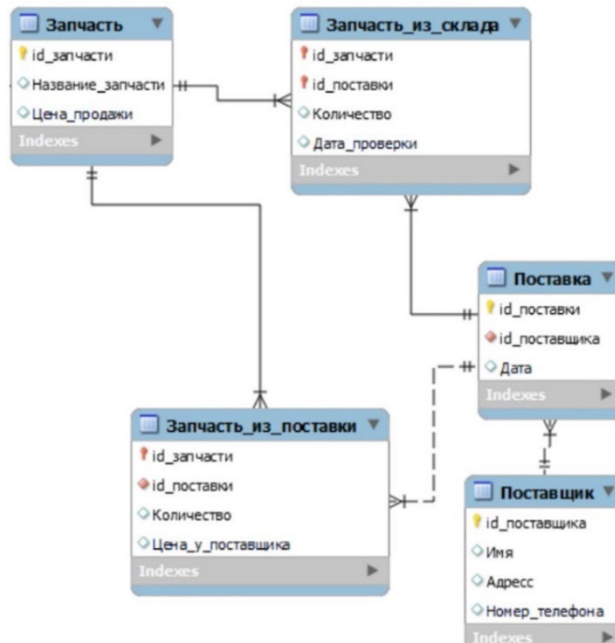 Запчасть
id_запчасти
Название_запчасти
Цена_продажи
Indexes
Запчасть_из_склада
id_запчасти
id_поставки
Количество
Дата_проверки
Indexes
Поставка
id_поставки
id_поставщика
Дата
Indexes
Запчасть_из_поставки
id_запчасти
id_поставки
Количество
Цена_у_поставщика
Indexes
Поставщик
id_поставщика
Имя
Адресс
Номер_телефона
Indexes